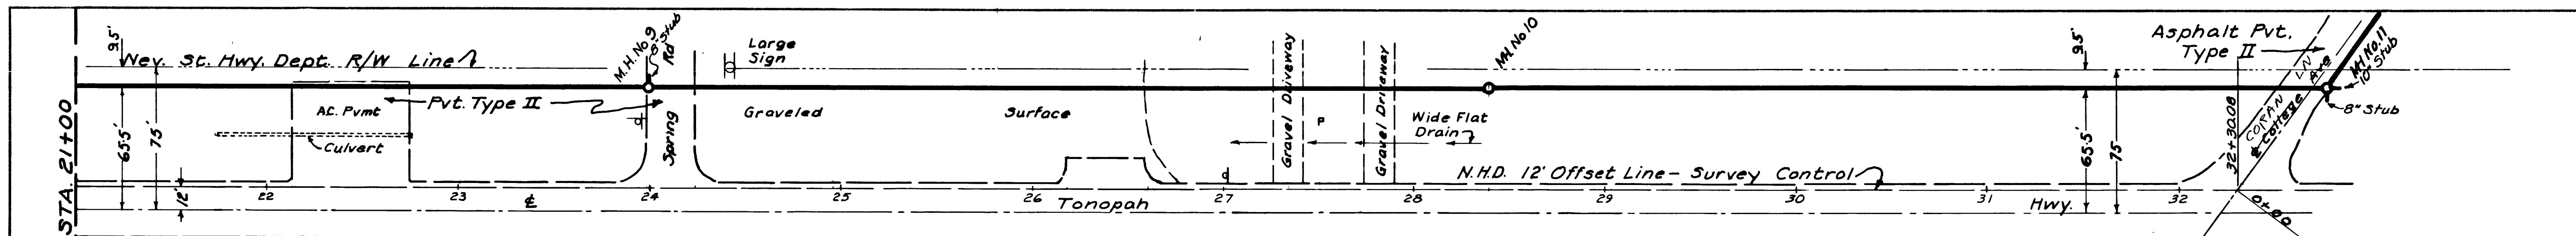 STA. 21+00
9.5'
Nev. St. Hwy. Dept. R/W Line
65.5'
75'
12'
A.C. Pvmt
Culvert
Pvt. Type II
M.H. No 9
8" Stub
Spring
Rd
Large
Sign
Graveled
Surface
Gravel Driveway
P
Gravel Driveway
Wide Flat
Drain
M.H. No 10
N.H.D. 12' Offset Line – Survey Control
9.5'
65.5'
75'
Asphalt Pvt.
Type II
32+30.08
CORAN
LN
℄ Cottage
Ave
M.H. No. 11
10" Stub
8" Stub
0+00
22
23
24
25
26
27
28
29
30
31
32
℄
Tonopah
Hwy.